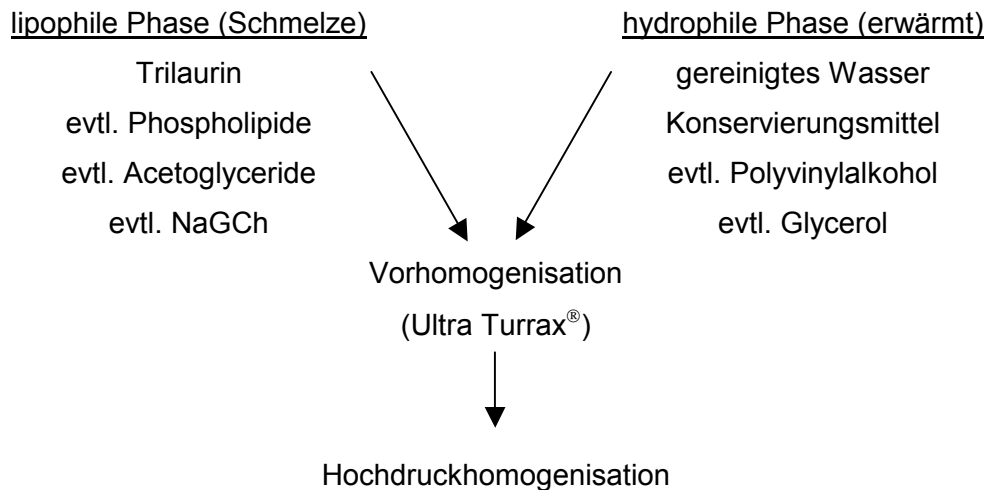 lipophile Phase (Schmelze)
Trilaurin
evtl. Phospholipide
evtl. Acetoglyceride
evtl. NaGCh
hydrophile Phase (erwärmt)
gereinigtes Wasser
Konservierungsmittel
evtl. Polyvinylalkohol
evtl. Glycerol
Vorhomogenisation
(Ultra Turrax®)
Hochdruckhomogenisation